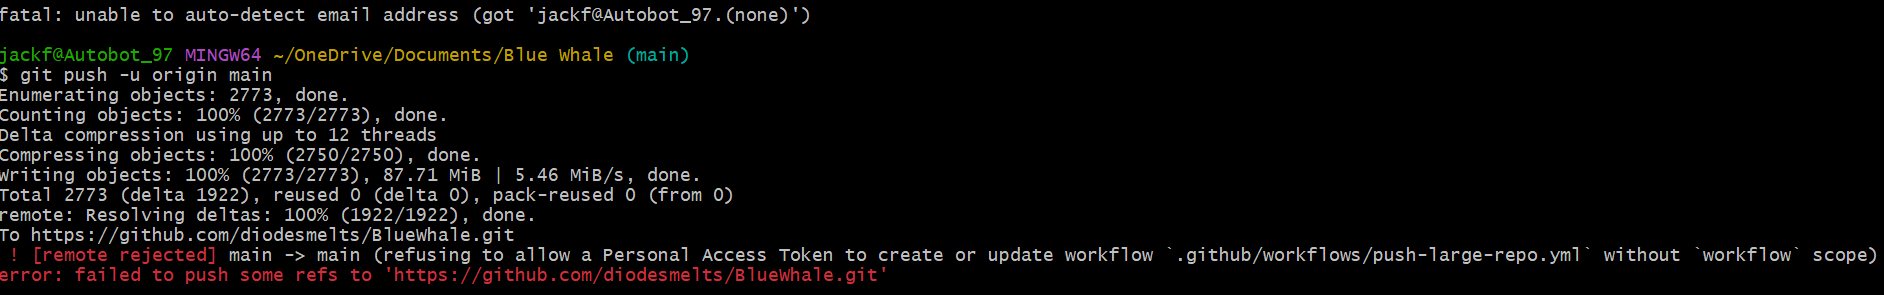 fatal: unable to auto-detect email address (got 'jackf@Autobot_97.(none)')
jackf@Autobot_97 MINGW64 ~/OneDrive/Documents/Blue Whale (main)
$ git push -u origin main
Enumerating objects: 2773, done.
Counting objects: 100% (2773/2773), done.
Delta compression using up to 12 threads
Compressing objects: 100% (2750/2750), done.
Writing objects: 100% (2773/2773), 87.71 MiB | 5.46 MiB/s, done.
Total 2773 (delta 1922), reused 0 (delta 0), pack-reused 0 (from 0)
remote: Resolving deltas: 100% (1922/1922), done.
To https://github.com/diodesmelts/BlueWhale.git
 ! [remote rejected] main -> main (refusing to allow a Personal Access Token to create or update workflow `.github/workflows/push-large-repo.yml` without `workflow` scope)
error: failed to push some refs to 'https://github.com/diodesmelts/BlueWhale.git'